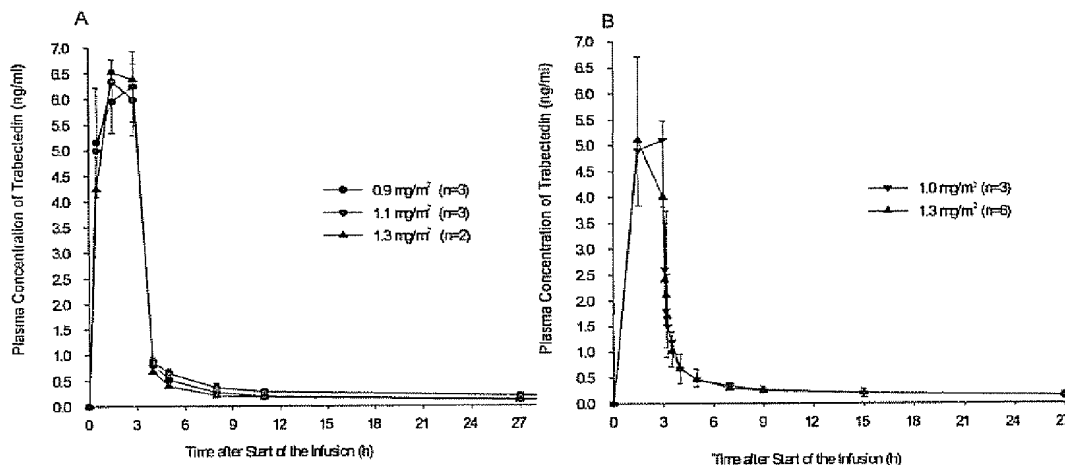 A
7.0
6.5
6.0
5.5
5.0
4.5
4.0
3.5
3.0
2.5
2.0
1.5
1.0
0.5
0.0
Plasma Concentration of Trabectedin (ng/ml)
0.9 mg/m² (n=3)
1.1 mg/m² (n=3)
1.3 mg/m² (n=2)
0 3 6 9 12 15 18 21 24 27
Time after Start of the Infusion (h)
B
7.0
6.5
6.0
5.5
5.0
4.5
4.0
3.5
3.0
2.5
2.0
1.5
1.0
0.5
0.0
Plasma Concentration of Trabectedin (ng/ml)
1.0 mg/m² (n=3)
1.3 mg/m² (n=6)
0 3 6 9 12 15 18 21 24 27
Time after Start of the Infusion (h)